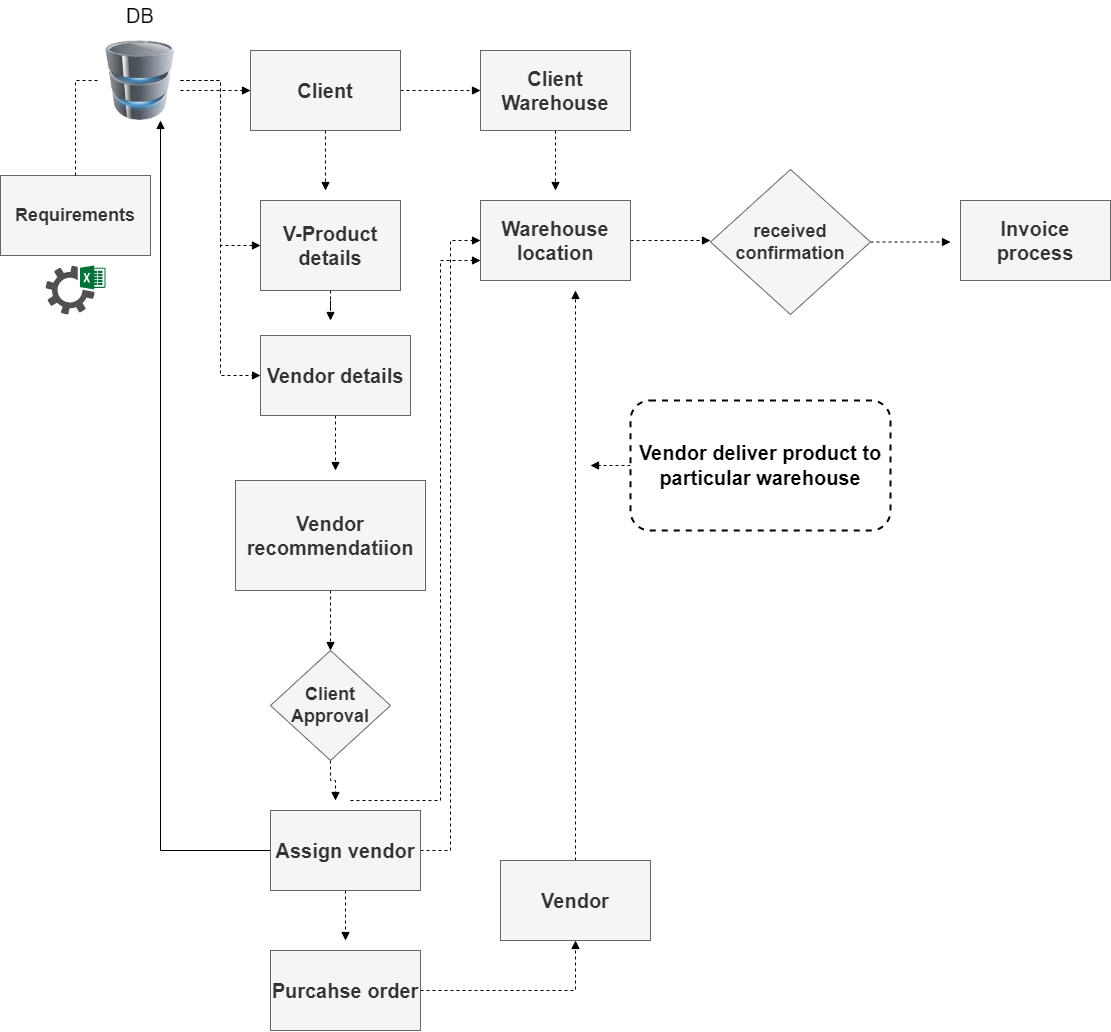 DB
Client
Client
Warehouse
Requirements
X
V-Product
details
Warehouse
location
received
confirmation
Invoice
process
Vendor details
Vendor deliver product to
particular warehouse
Vendor
recommendatiion
Client
Approval
Assign vendor
Vendor
Purcahse order